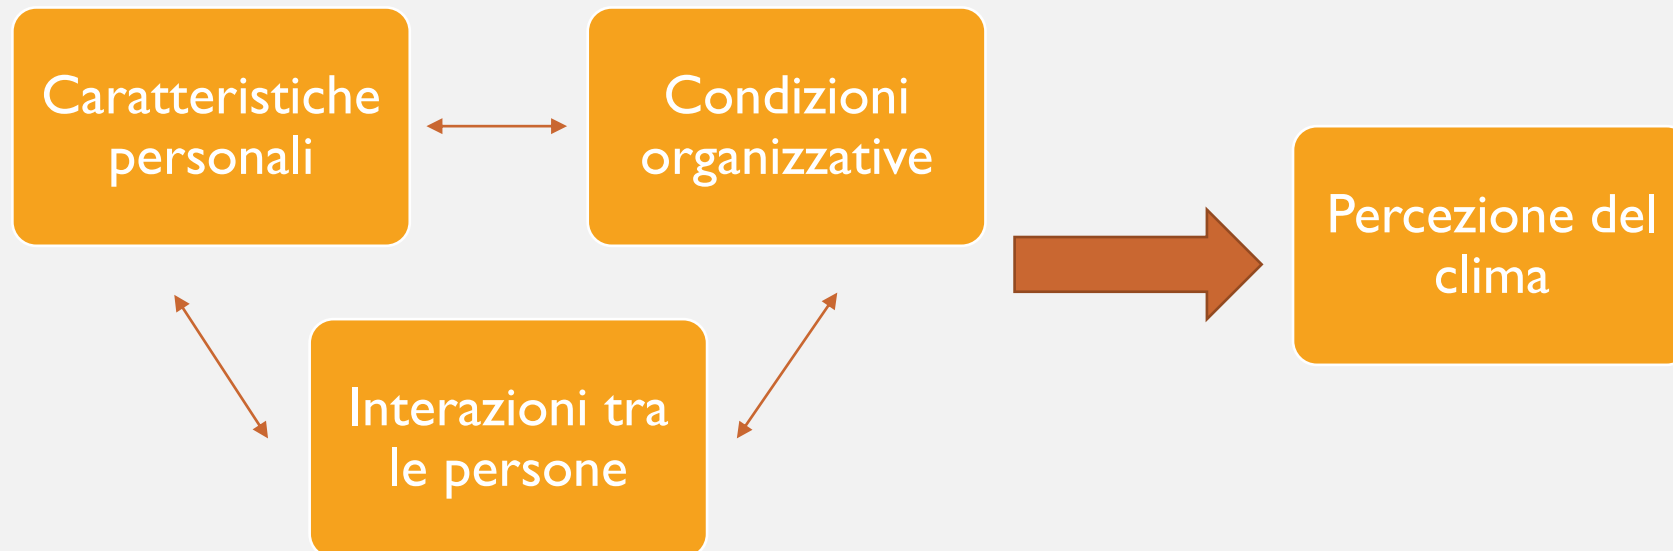 Caratteristiche
personali
Condizioni
organizzative
Percezione del
clima
Interazioni tra
le persone